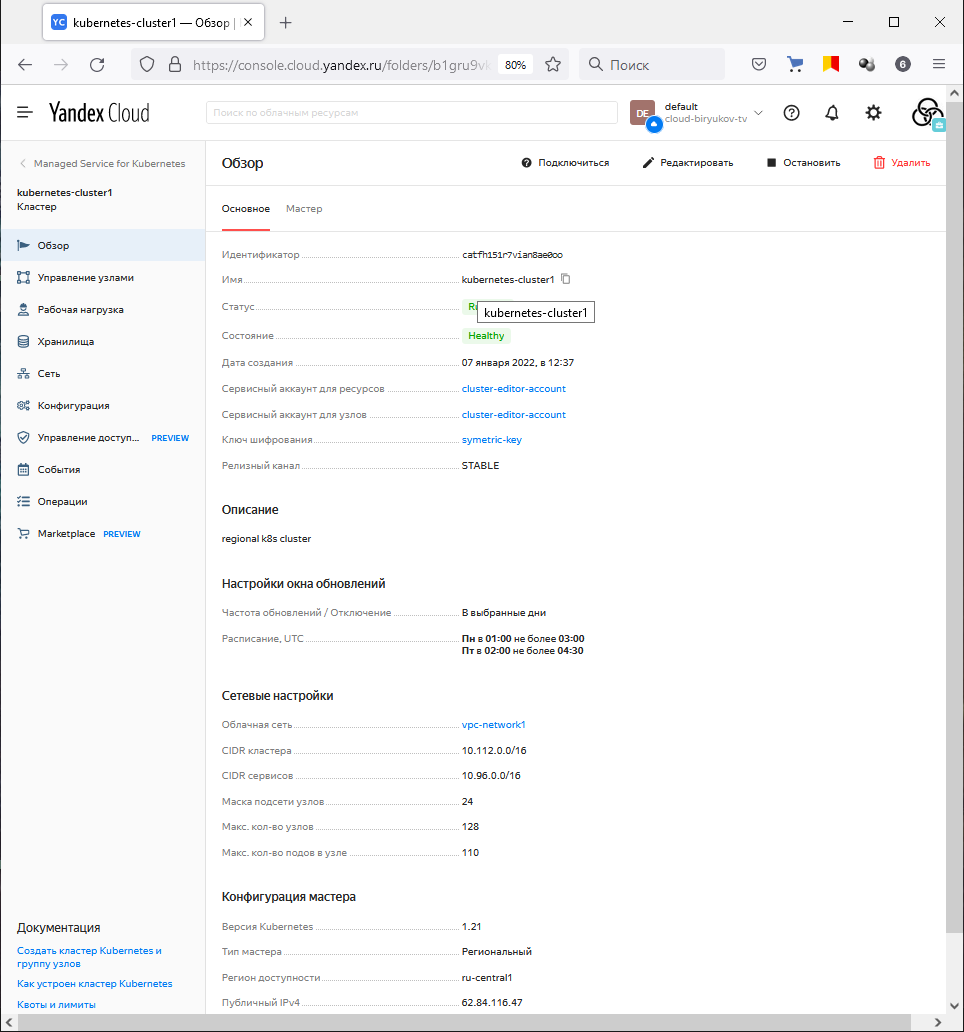 YC kubernetes-cluster1 — Обзор |
https://console.cloud.yandex.ru/folders/b1gru9vk 80% Поиск 6
Yandex Cloud Поиск по облачным ресурсам DE default
cloud-biryukov-tv
Managed Service for Kubernetes
kubernetes-cluster1
Кластер
Обзор
Управление узлами
Рабочая нагрузка
Хранилища
Сеть
Конфигурация
Управление доступ... PREVIEW
События
Операции
Marketplace PREVIEW
Документация
Создать кластер Kubernetes и
группу узлов
Как устроен кластер Kubernetes
Квоты и лимиты
Обзор Подключиться Редактировать Остановить Удалить
Основное Мастер
Идентификатор catfh151r7vian8ae0oo
Имя kubernetes-cluster1
Статус
kubernetes-cluster1
Состояние Healthy
Дата создания 07 января 2022, в 12:37
Сервисный аккаунт для ресурсов cluster-editor-account
Сервисный аккаунт для узлов cluster-editor-account
Ключ шифрования symetric-key
Релизный канал STABLE
Описание
regional k8s cluster
Настройки окна обновлений
Частота обновлений / Отключение В выбранные дни
Расписание, UTC Пн в 01:00 не более 03:00
Пт в 02:00 не более 04:30
Сетевые настройки
Облачная сеть vpc-network1
CIDR кластера 10.112.0.0/16
CIDR сервисов 10.96.0.0/16
Маска подсети узлов 24
Макс. кол-во узлов 128
Макс. кол-во подов в узле 110
Конфигурация мастера
Версия Kubernetes 1.21
Тип мастера Региональный
Регион доступности ru-central1
Публичный IPv4 62.84.116.47